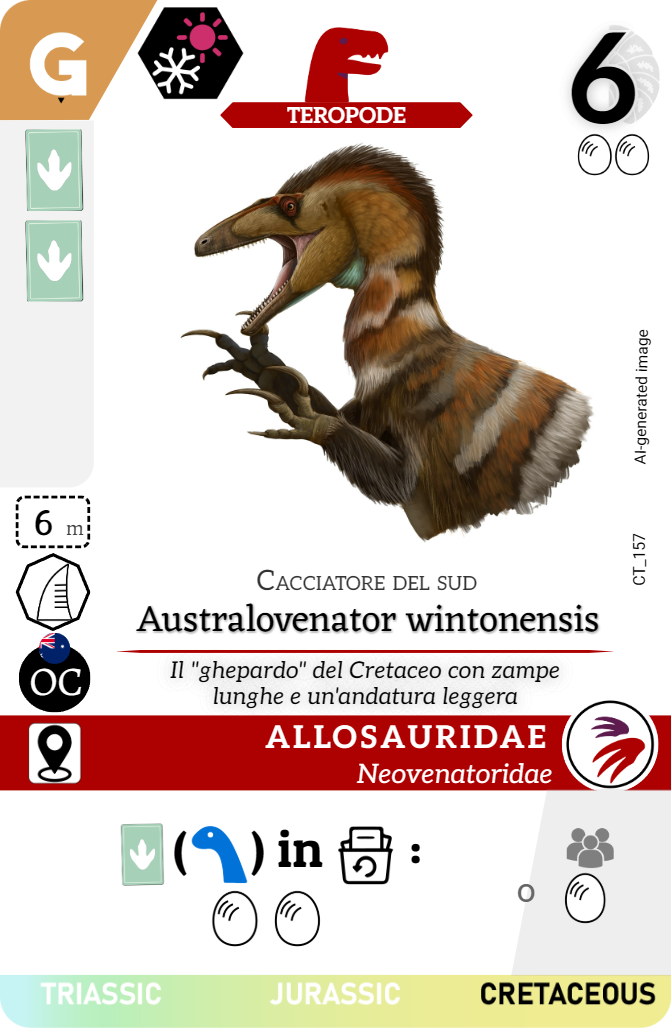 G
TEROPODE
6
AI-generated image
6 m
CT_157
CACCIATORE DEL SUD
Australovenator wintonensis
OC
Il "ghepardo" del Cretaceo con zampe
lunghe e un'andatura leggera
ALLOSAURIDAE
Neovenatoridae
( ) in :
o
TRIASSIC JURASSIC CRETACEOUS